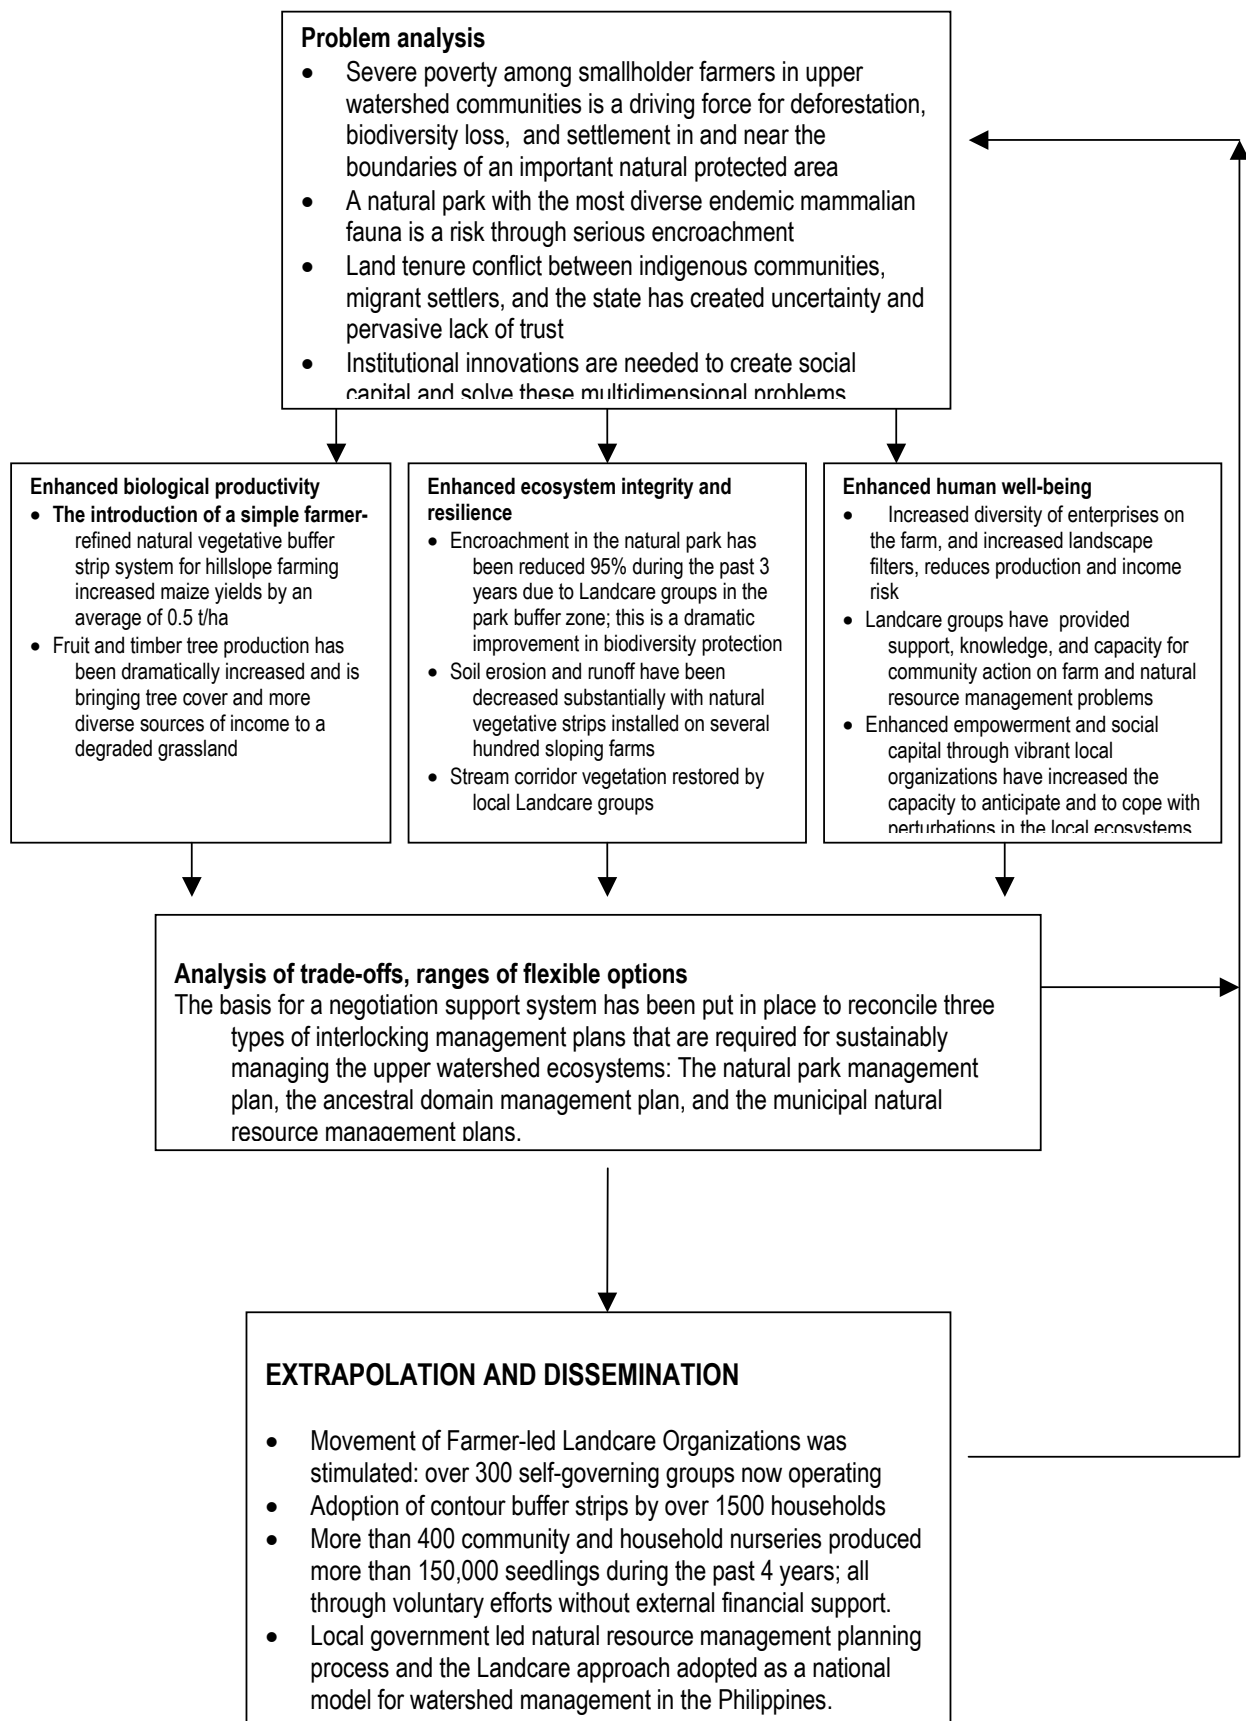 Problem analysis
• Severe poverty among smallholder farmers in upper
watershed communities is a driving force for deforestation,
biodiversity loss, and settlement in and near the
boundaries of an important natural protected area
• A natural park with the most diverse endemic mammalian
fauna is a risk through serious encroachment
• Land tenure conflict between indigenous communities,
migrant settlers, and the state has created uncertainty and
pervasive lack of trust
• Institutional innovations are needed to create social
capital and solve these multidimensional problems
Enhanced biological productivity
• The introduction of a simple farmer-
refined natural vegetative buffer
strip system for hillslope farming
increased maize yields by an
average of 0.5 t/ha
• Fruit and timber tree production has
been dramatically increased and is
bringing tree cover and more
diverse sources of income to a
degraded grassland
Enhanced ecosystem integrity and
resilience
• Encroachment in the natural park has
been reduced 95% during the past 3
years due to Landcare groups in the
park buffer zone; this is a dramatic
improvement in biodiversity protection
• Soil erosion and runoff have been
decreased substantially with natural
vegetative strips installed on several
hundred sloping farms
• Stream corridor vegetation restored by
local Landcare groups
Enhanced human well-being
• Increased diversity of enterprises on
the farm, and increased landscape
filters, reduces production and income
risk
• Landcare groups have provided
support, knowledge, and capacity for
community action on farm and natural
resource management problems
• Enhanced empowerment and social
capital through vibrant local
organizations have increased the
capacity to anticipate and to cope with
perturbations in the local ecosystems
Analysis of trade-offs, ranges of flexible options
The basis for a negotiation support system has been put in place to reconcile three
types of interlocking management plans that are required for sustainably
managing the upper watershed ecosystems: The natural park management
plan, the ancestral domain management plan, and the municipal natural
resource management plans.
EXTRAPOLATION AND DISSEMINATION
• Movement of Farmer-led Landcare Organizations was
stimulated: over 300 self-governing groups now operating
• Adoption of contour buffer strips by over 1500 households
• More than 400 community and household nurseries produced
more than 150,000 seedlings during the past 4 years; all
through voluntary efforts without external financial support.
• Local government led natural resource management planning
process and the Landcare approach adopted as a national
model for watershed management in the Philippines.